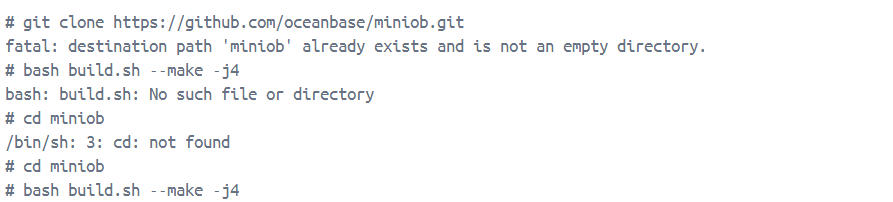 # git clone https://github.com/oceanbase/miniob.git
fatal: destination path 'miniob' already exists and is not an empty directory.
# bash build.sh --make -j4
bash: build.sh: No such file or directory
# cd miniob
/bin/sh: 3: cd: not found
# cd miniob
# bash build.sh --make -j4